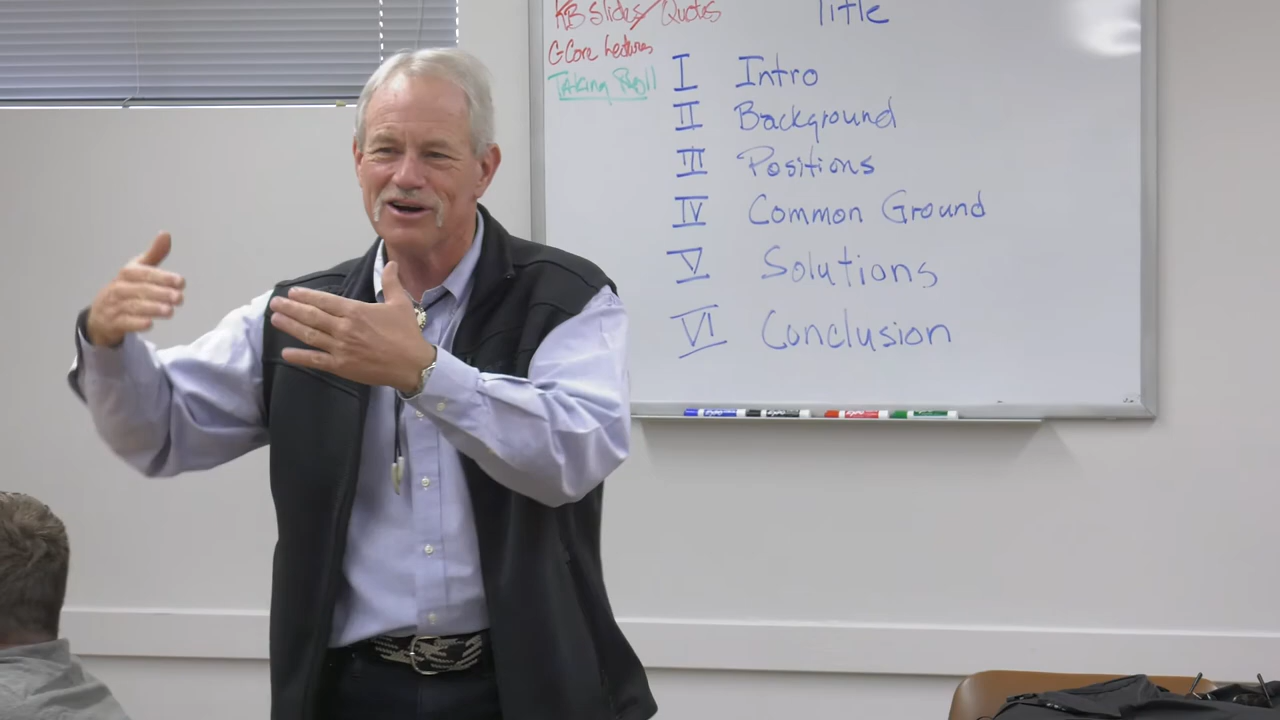 KB Slides/Quotes
GCore Lectures
Taking Roll
Title
I Intro
II Background
III Positions
IV Common Ground
V Solutions
VI Conclusion